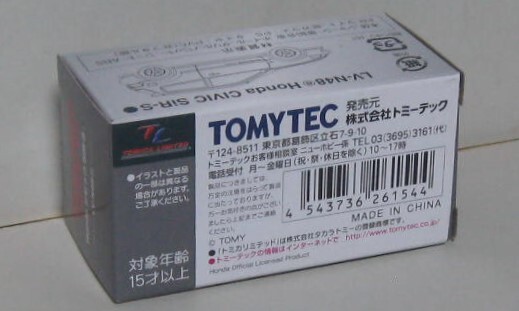 LV-N48ⓐ Honda CIVIC SiR-S●
TL
TOMICA LIMITED
●イラストと製品
の一部は異なる
場合があります。
ご了承ください。
対象年齢
15才以上
TOMYTEC
発売元
株式会社トミーテック
〒124-8511 東京都葛飾区立石7-9-10
トミーテックお客様相談室 ニューホビー係 TEL 03(3695)3161(代)
電話受付 月〜金曜日(祝・祭・休日を除く)10〜17時
4 543736 261544
MADE IN CHINA
© TOMY
●「トミカリミテッド」は株式会社タカラトミーの登録商標です。
●トミーテックの情報はインターネットで http://www.tomytec.co.jp/
Honda Official Licensed Product